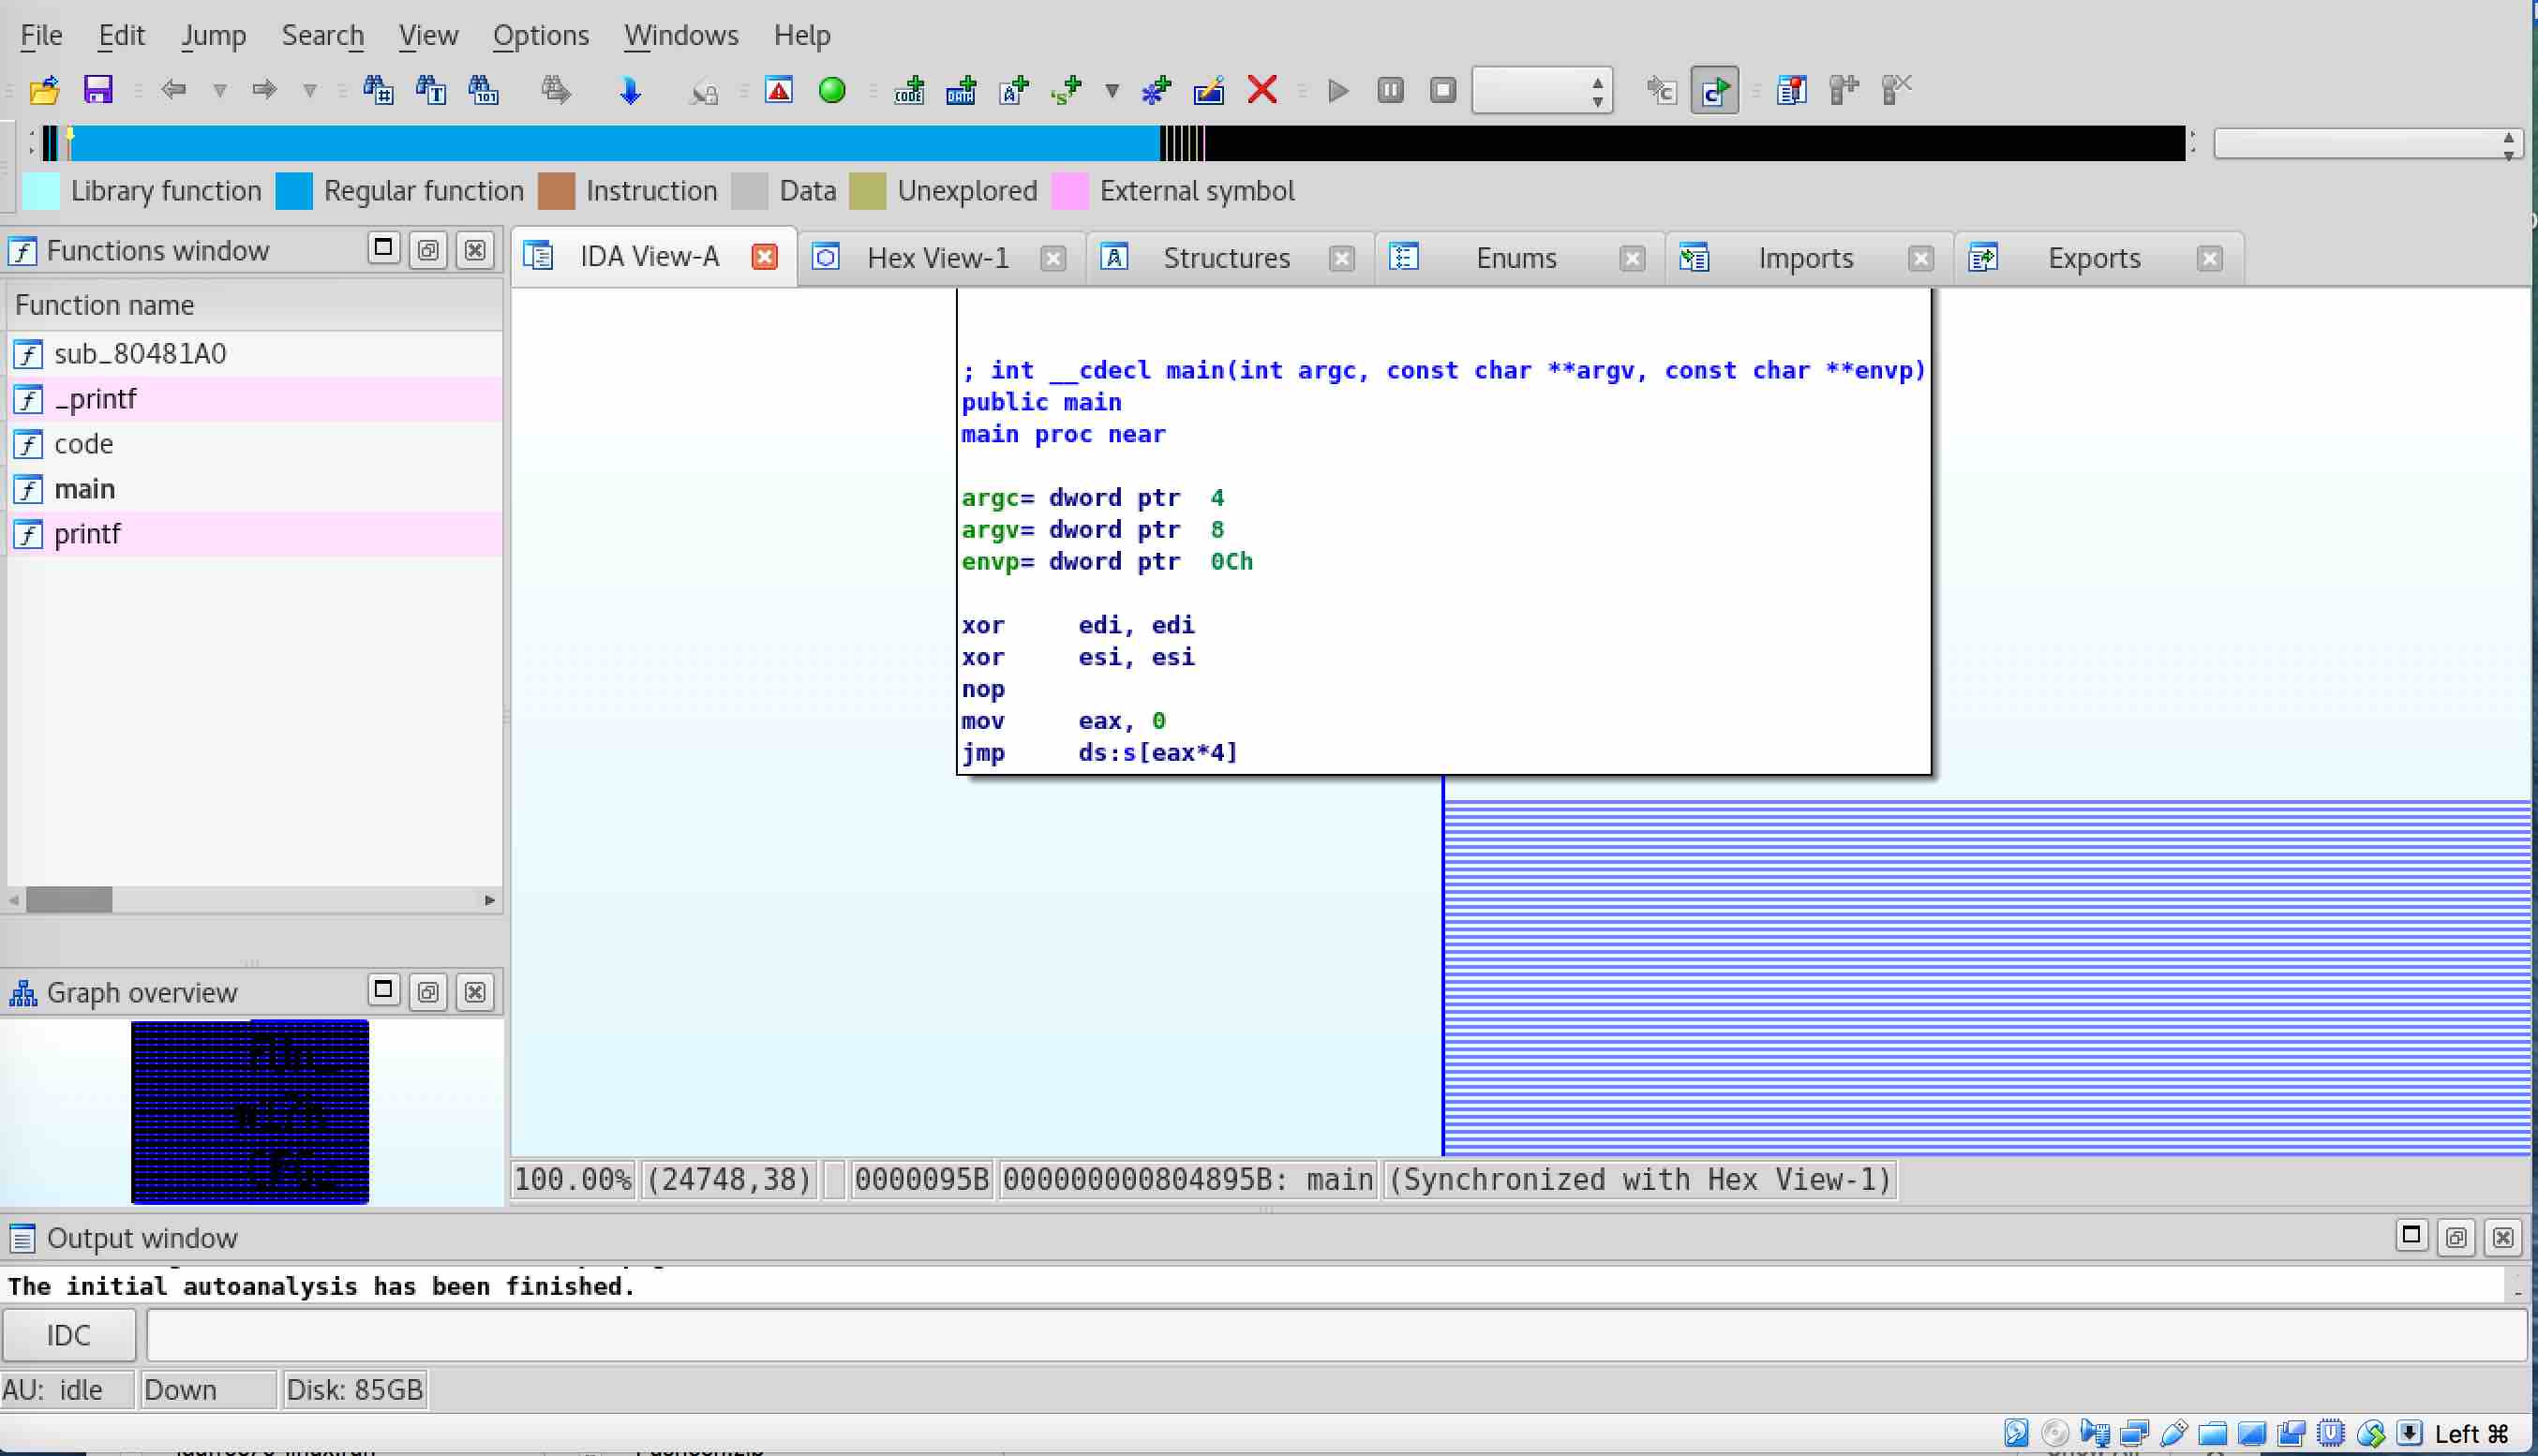 File Edit Jump Search View Options Windows Help
Library function Regular function Instruction Data Unexplored External symbol
Functions window
Function name
sub_80481A0
_printf
code
main
printf
Graph overview
IDA View-A Hex View-1 Structures Enums Imports Exports
; int __cdecl main(int argc, const char **argv, const char **envp)
public main
main proc near
argc= dword ptr 4
argv= dword ptr 8
envp= dword ptr 0Ch
xor edi, edi
xor esi, esi
nop
mov eax, 0
jmp ds:s[eax*4]
100.00% (24748,38) 0000095B 000000000804895B: main (Synchronized with Hex View-1)
Output window
The initial autoanalysis has been finished.
IDC
AU: idle Down Disk: 85GB
Left ⌘